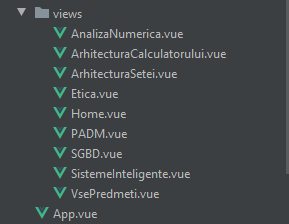 views
AnalizaNumerica.vue
ArhitecturaCalculatorului.vue
ArhicturaSetei.vue
Etica.vue
Home.vue
PADM.vue
SGBD.vue
SistemeInteligente.vue
VsePredmeti.vue
App.vue